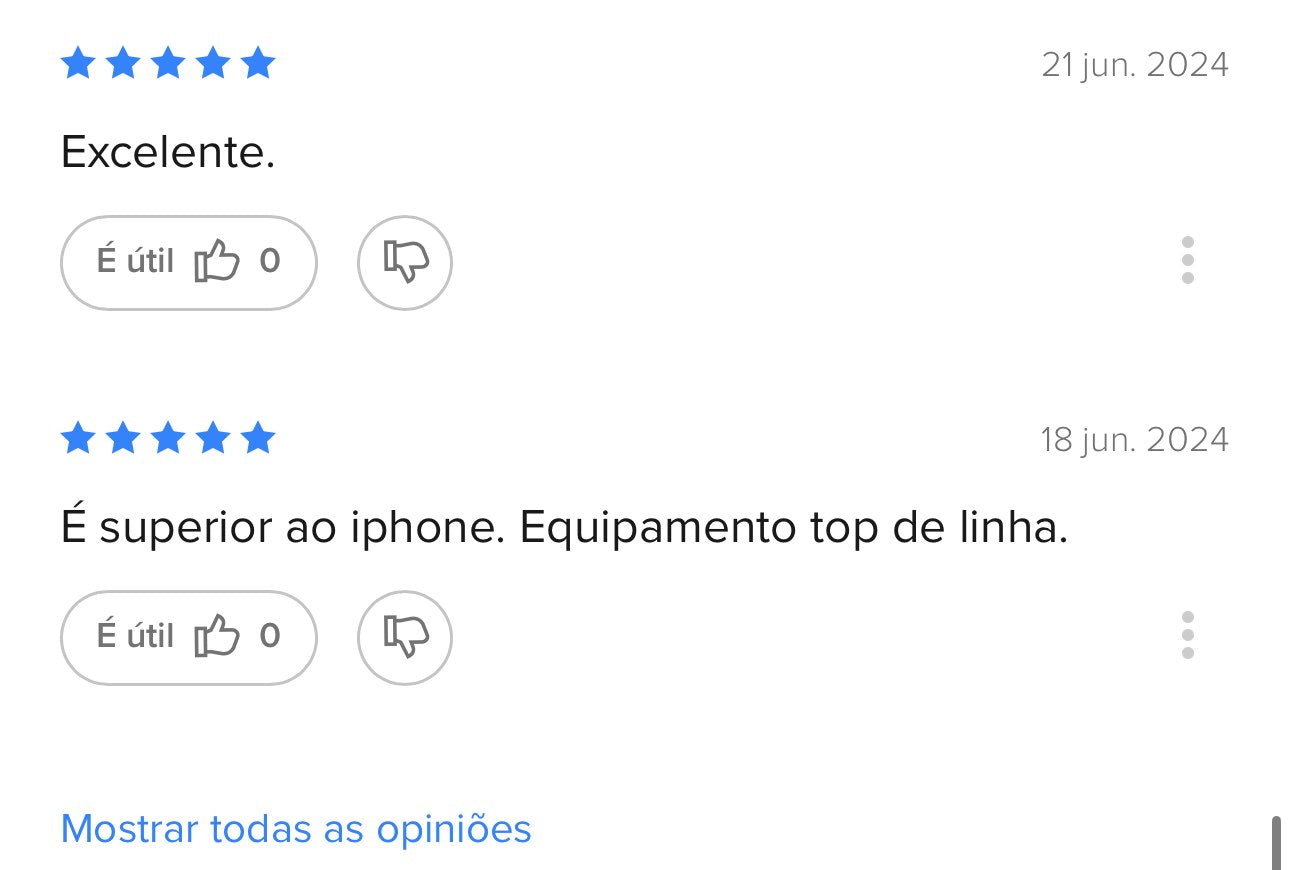 21 jun. 2024
Excelente.
É útil 0
18 jun. 2024
É superior ao iphone. Equipamento top de linha.
É útil 0
Mostrar todas as opiniões